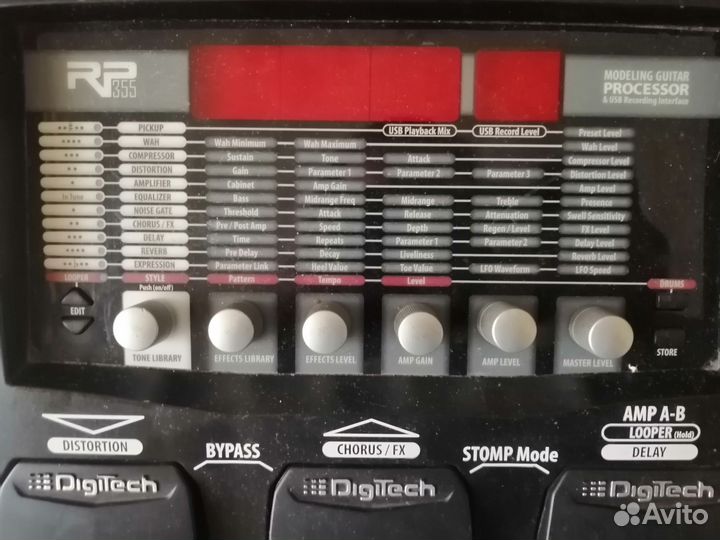 RP355
MODELING GUITAR
PROCESSOR
& USB Recording Interface
PICKUP USB Playback Mix USB Record Level Preset Level
WAH Wah Minimum Wah Maximum Wah Level
COMPRESSOR Sustain Tone Attack Compressor Level
DISTORTION Gain Parameter 1 Parameter 2 Parameter 3 Distortion Level
AMPLIFIER Cabinet Amp Gain Amp Level
In Tune EQUALIZER Bass Midrange Freq Midrange Treble Presence
NOISE GATE Threshold Attack Release Attenuation Swell Sensitivity
CHORUS / FX Pre / Post Amp Speed Depth Regen / Level FX Level
DELAY Time Repeats Parameter 1 Parameter 2 Delay Level
REVERB Pre Delay Decay Liveliness Reverb Level
EXPRESSION Parameter Link Heel Value Toe Value LFO Waveform LFO Speed
LOOPER STYLE Pattern Tempo Level DRUMS
Push (on/off)
EDIT
TONE LIBRARY EFFECTS LIBRARY EFFECTS LEVEL AMP GAIN AMP LEVEL MASTER LEVEL STORE
DISTORTION
BYPASS
CHORUS / FX
STOMP Mode
AMP A-B
LOOPER (Hold)
DELAY
DigiTech
DigiTech
DigiTech
Avito